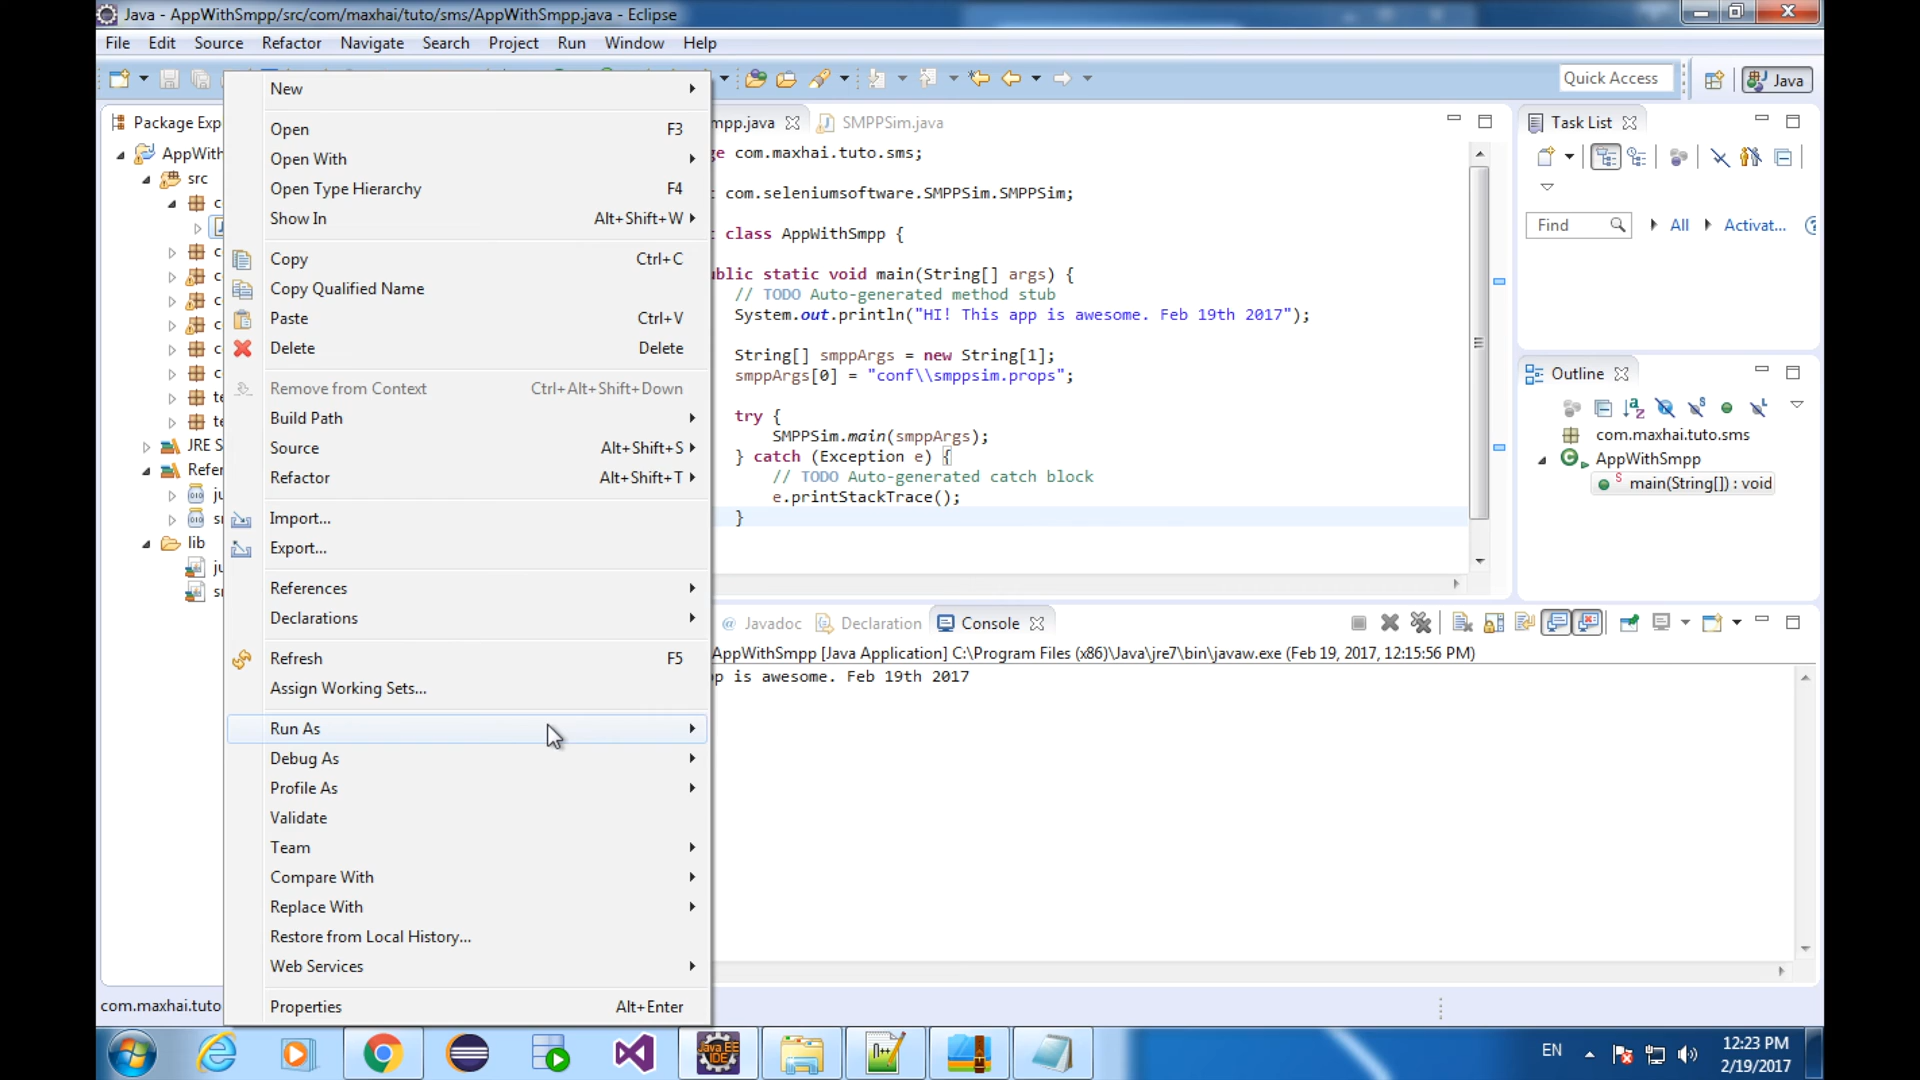 Java - AppWithSmpp/src/com/maxhai/tuto/sms/AppWithSmpp.java - Eclipse
File Edit Source Refactor Navigate Search Project Run Window Help
Quick Access
Java
Package Exp
AppWith
src
JRE S
Refer
lib
com.maxhai.tuto
New
Open F3
Open With
Open Type Hierarchy F4
Show In Alt+Shift+W
Copy Ctrl+C
Copy Qualified Name
Paste Ctrl+V
Delete Delete
Remove from Context Ctrl+Alt+Shift+Down
Build Path
Source Alt+Shift+S
Refactor Alt+Shift+T
Import...
Export...
References
Declarations
Refresh F5
Assign Working Sets...
Run As
Debug As
Profile As
Validate
Team
Compare With
Replace With
Restore from Local History...
Web Services
Properties Alt+Enter
mpp.java SMPPSim.java
ge com.maxhai.tuto.sms;
t com.seleniumsoftware.SMPPSim.SMPPSim;
class AppWithSmpp {
blic static void main(String[] args) {
// TODO Auto-generated method stub
System.out.println("HI! This app is awesome. Feb 19th 2017");
String[] smppArgs = new String[1];
smppArgs[0] = "conf\\smppsim.props";
try {
SMPPSim.main(smppArgs);
} catch (Exception e) {
// TODO Auto-generated catch block
e.printStackTrace();
}
Task List
Find All Activat...
Outline
com.maxhai.tuto.sms
AppWithSmpp
main(String[]) : void
Javadoc Declaration Console
AppWithSmpp [Java Application] C:\Program Files (x86)\Java\jre7\bin\javaw.exe (Feb 19, 2017, 12:15:56 PM)
p is awesome. Feb 19th 2017
EN
12:23 PM
2/19/2017